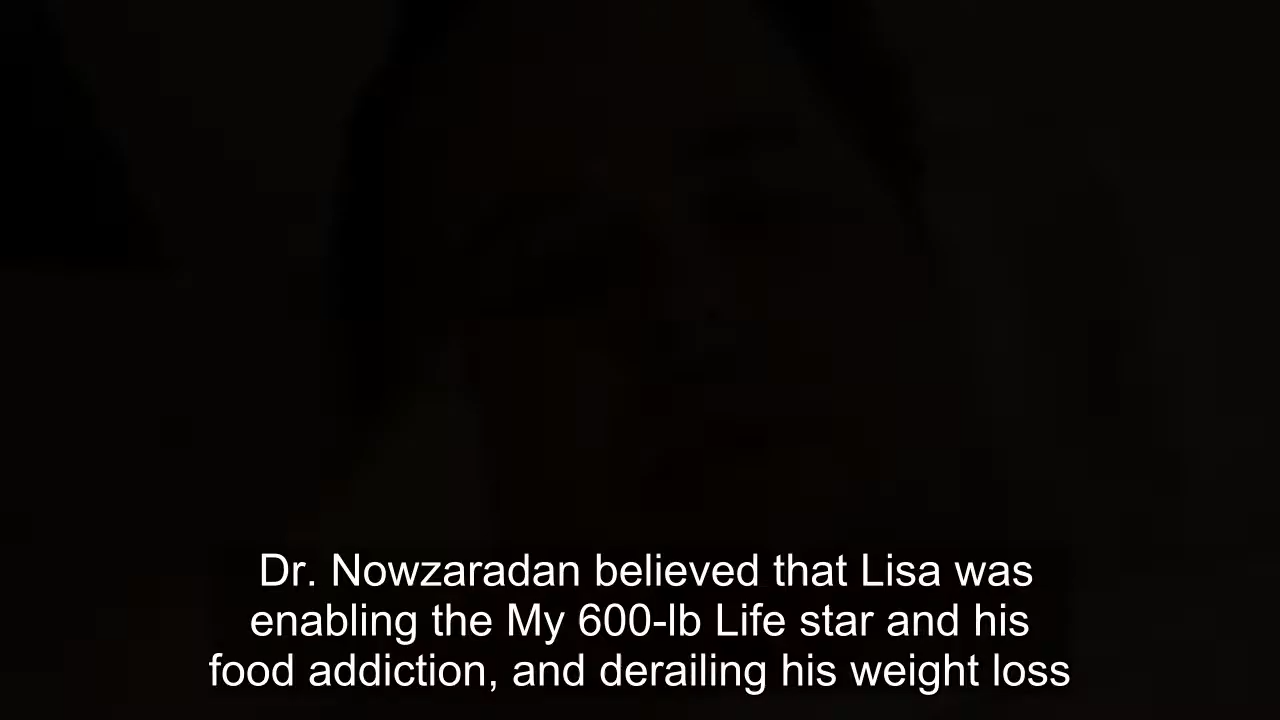 Dr. Nowzaradan believed that Lisa was
enabling the My 600-lb Life star and his
food addiction, and derailing his weight loss